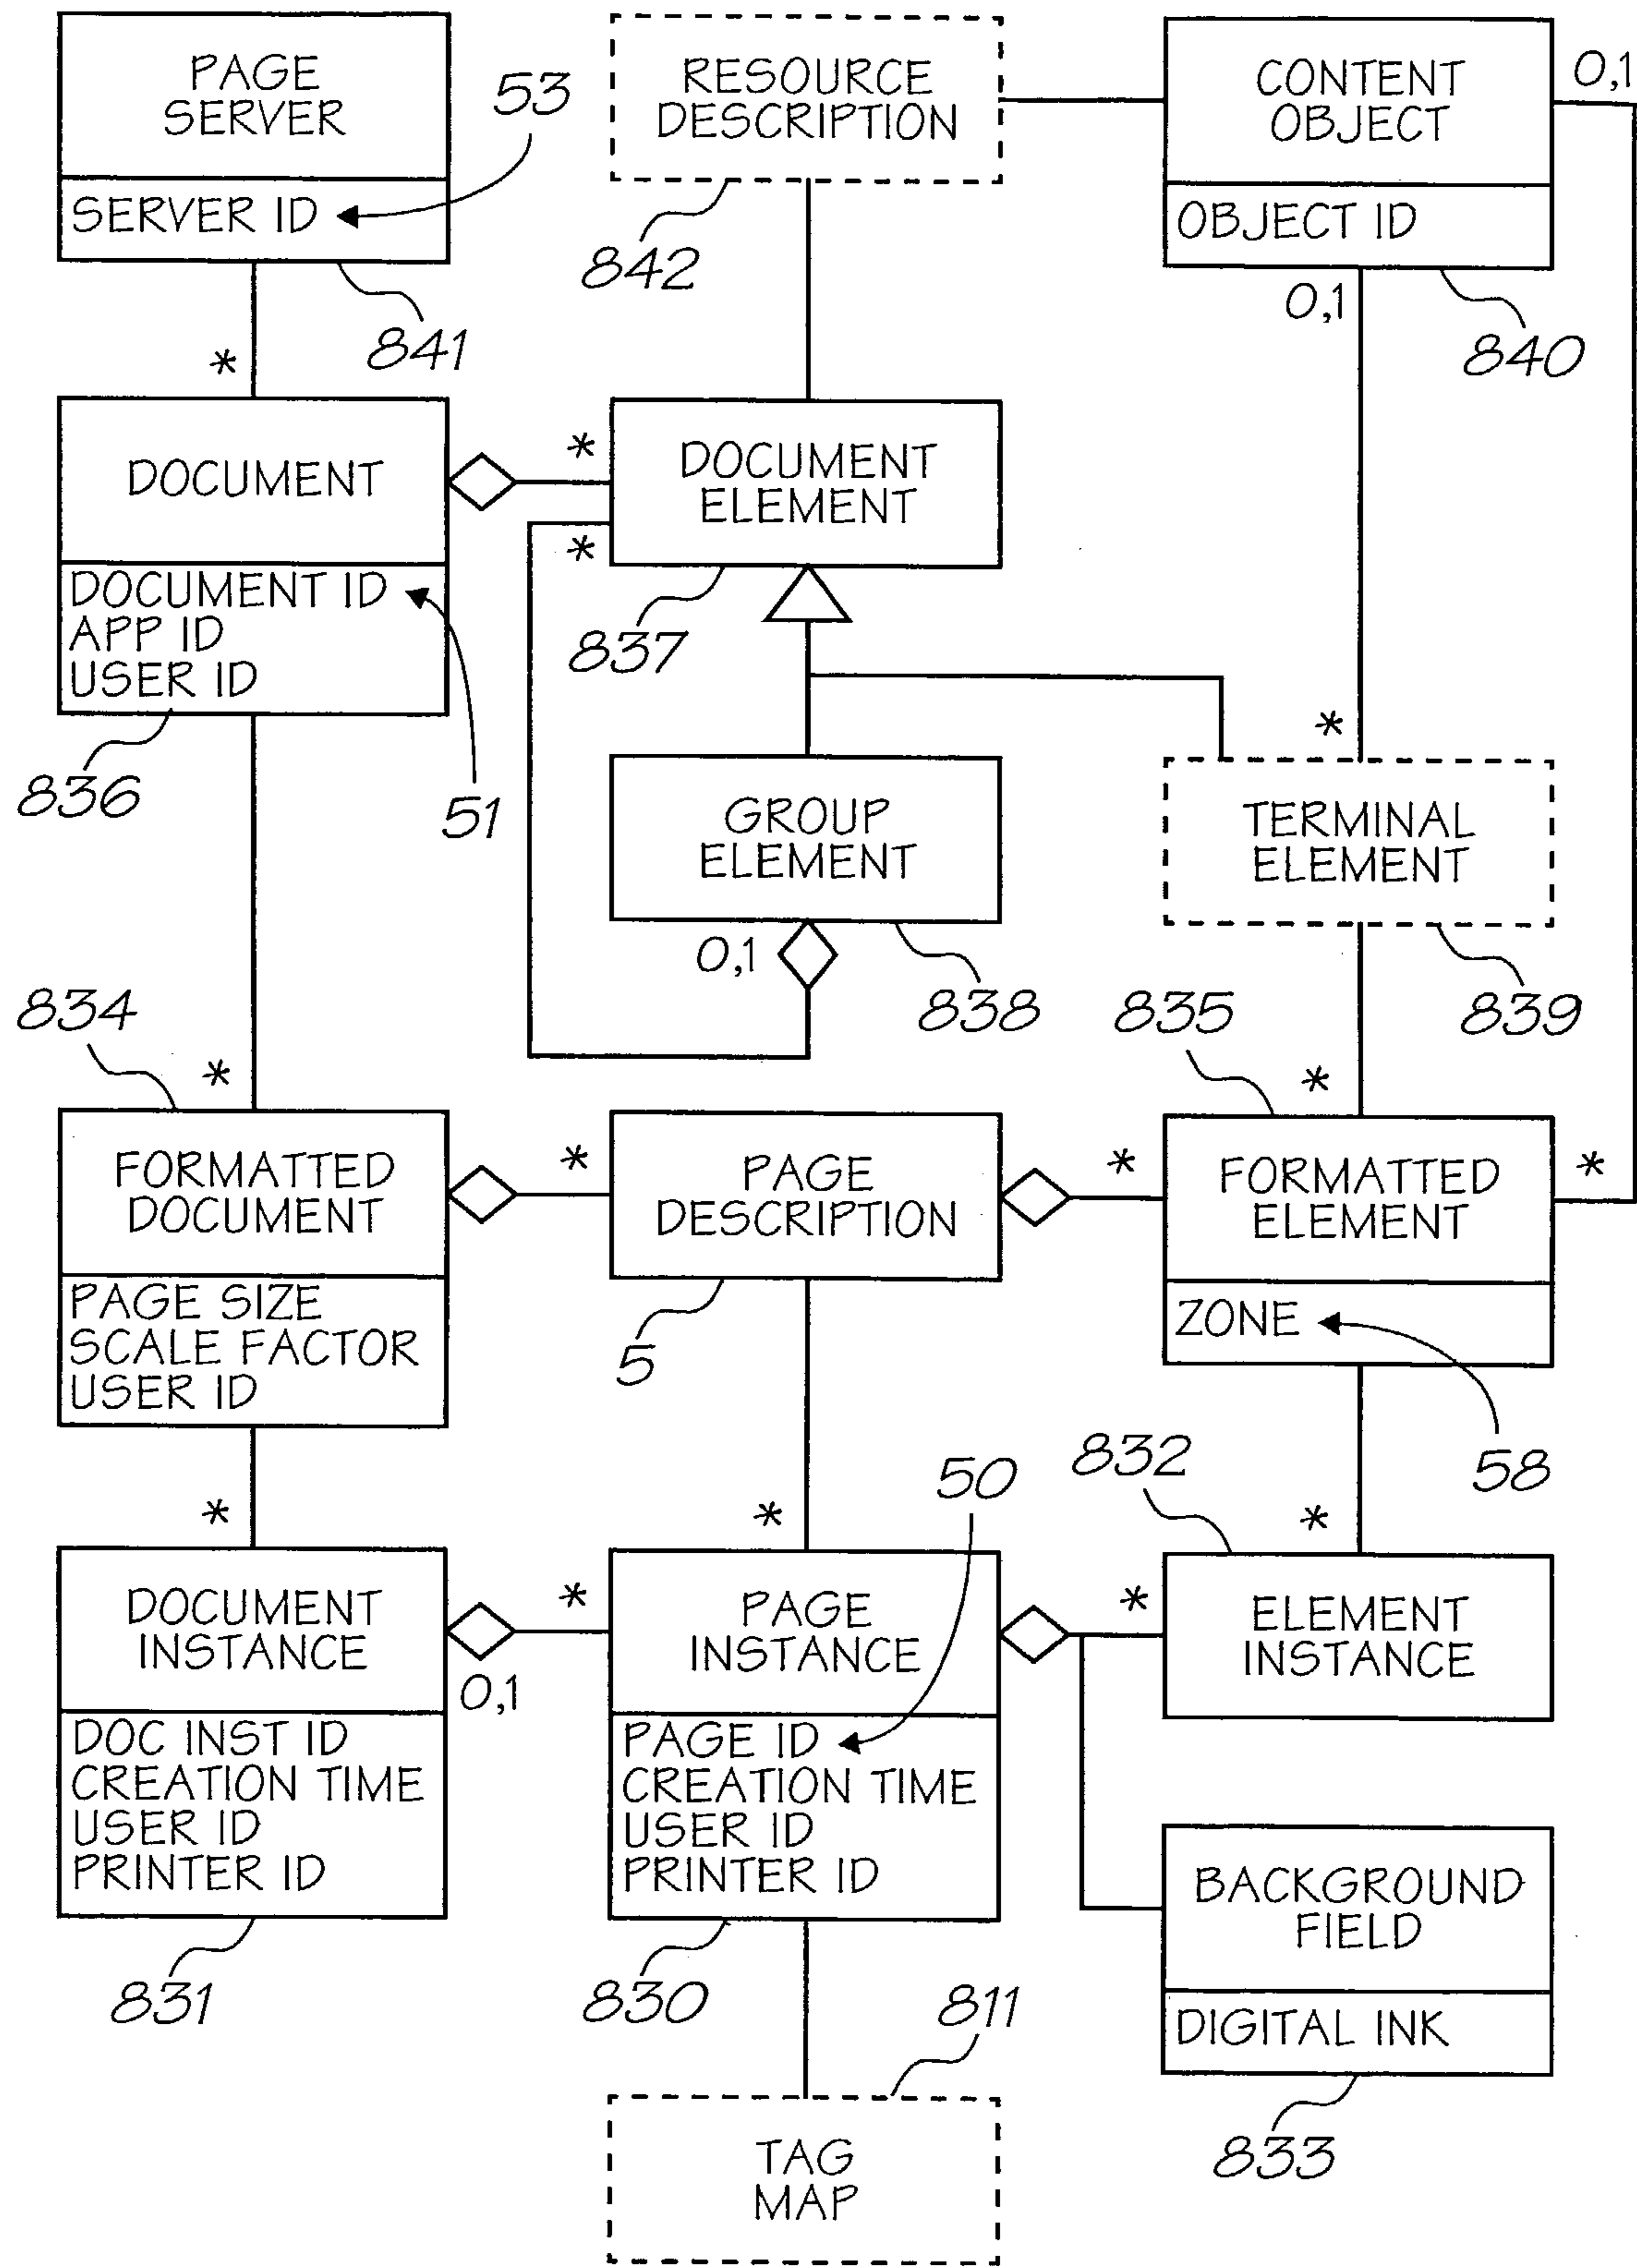 PAGE
SERVER
53
SERVER ID
841
*
RESOURCE
DESCRIPTION
842
CONTENT
OBJECT
0,1
OBJECT ID
0,1
840
DOCUMENT
*
DOCUMENT ID
APP ID
USER ID
836
51
DOCUMENT
ELEMENT
*
837
GROUP
ELEMENT
0,1
838
*
TERMINAL
ELEMENT
839
834
*
FORMATTED
DOCUMENT
*
PAGE SIZE
SCALE FACTOR
USER ID
PAGE
DESCRIPTION
*
5
835
*
FORMATTED
ELEMENT
*
ZONE
58
*
DOCUMENT
INSTANCE
*
0,1
DOC INST ID
CREATION TIME
USER ID
PRINTER ID
831
50
*
PAGE
INSTANCE
*
PAGE ID
CREATION TIME
USER ID
PRINTER ID
830
832
*
ELEMENT
INSTANCE
BACKGROUND
FIELD
DIGITAL INK
833
811
TAG
MAP